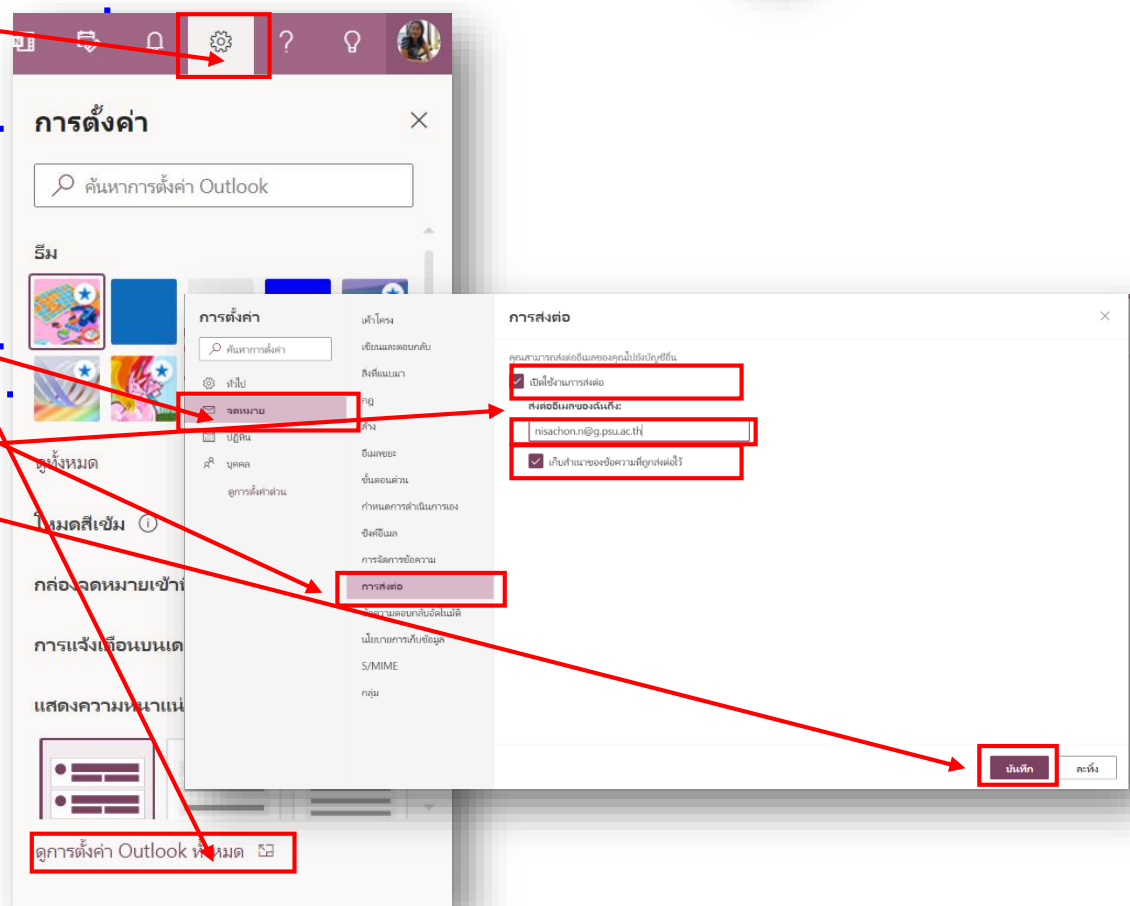 การตั้งค่า
ค้นหาการตั้งค่า Outlook
ธีม
ดูทั้งหมด
โหมดสีเข้ม
กล่องจดหมายเข้าที่
การแจ้งเตือนบนเด
แสดงความหนาแน่
ดูการตั้งค่า Outlook ทั้งหมด
การตั้งค่า
ค้นหาการตั้งค่า
ทั่วไป
จดหมาย
ปฏิทิน
บุคคล
ดูการตั้งค่าด่วน
เค้าโครง
เขียนและตอบกลับ
สิ่งที่แนบมา
กฎ
ล้าง
อีเมลขยะ
ขั้นตอนด่วน
กำหนดการดำเนินการเอง
ซิงค์อีเมล
การจัดการข้อความ
การส่งต่อ
ข้อความตอบกลับอัตโนมัติ
นโยบายการเก็บข้อมูล
S/MIME
กลุ่ม
การส่งต่อ
คุณสามารถส่งต่ออีเมลของคุณไปยังบัญชีอื่น
เปิดใช้งานการส่งต่อ
ส่งต่ออีเมลของฉันถึง:
nisachon.n@g.psu.ac.th
เก็บสำเนาของข้อความที่ถูกส่งต่อไว้
บันทึก
ละทิ้ง